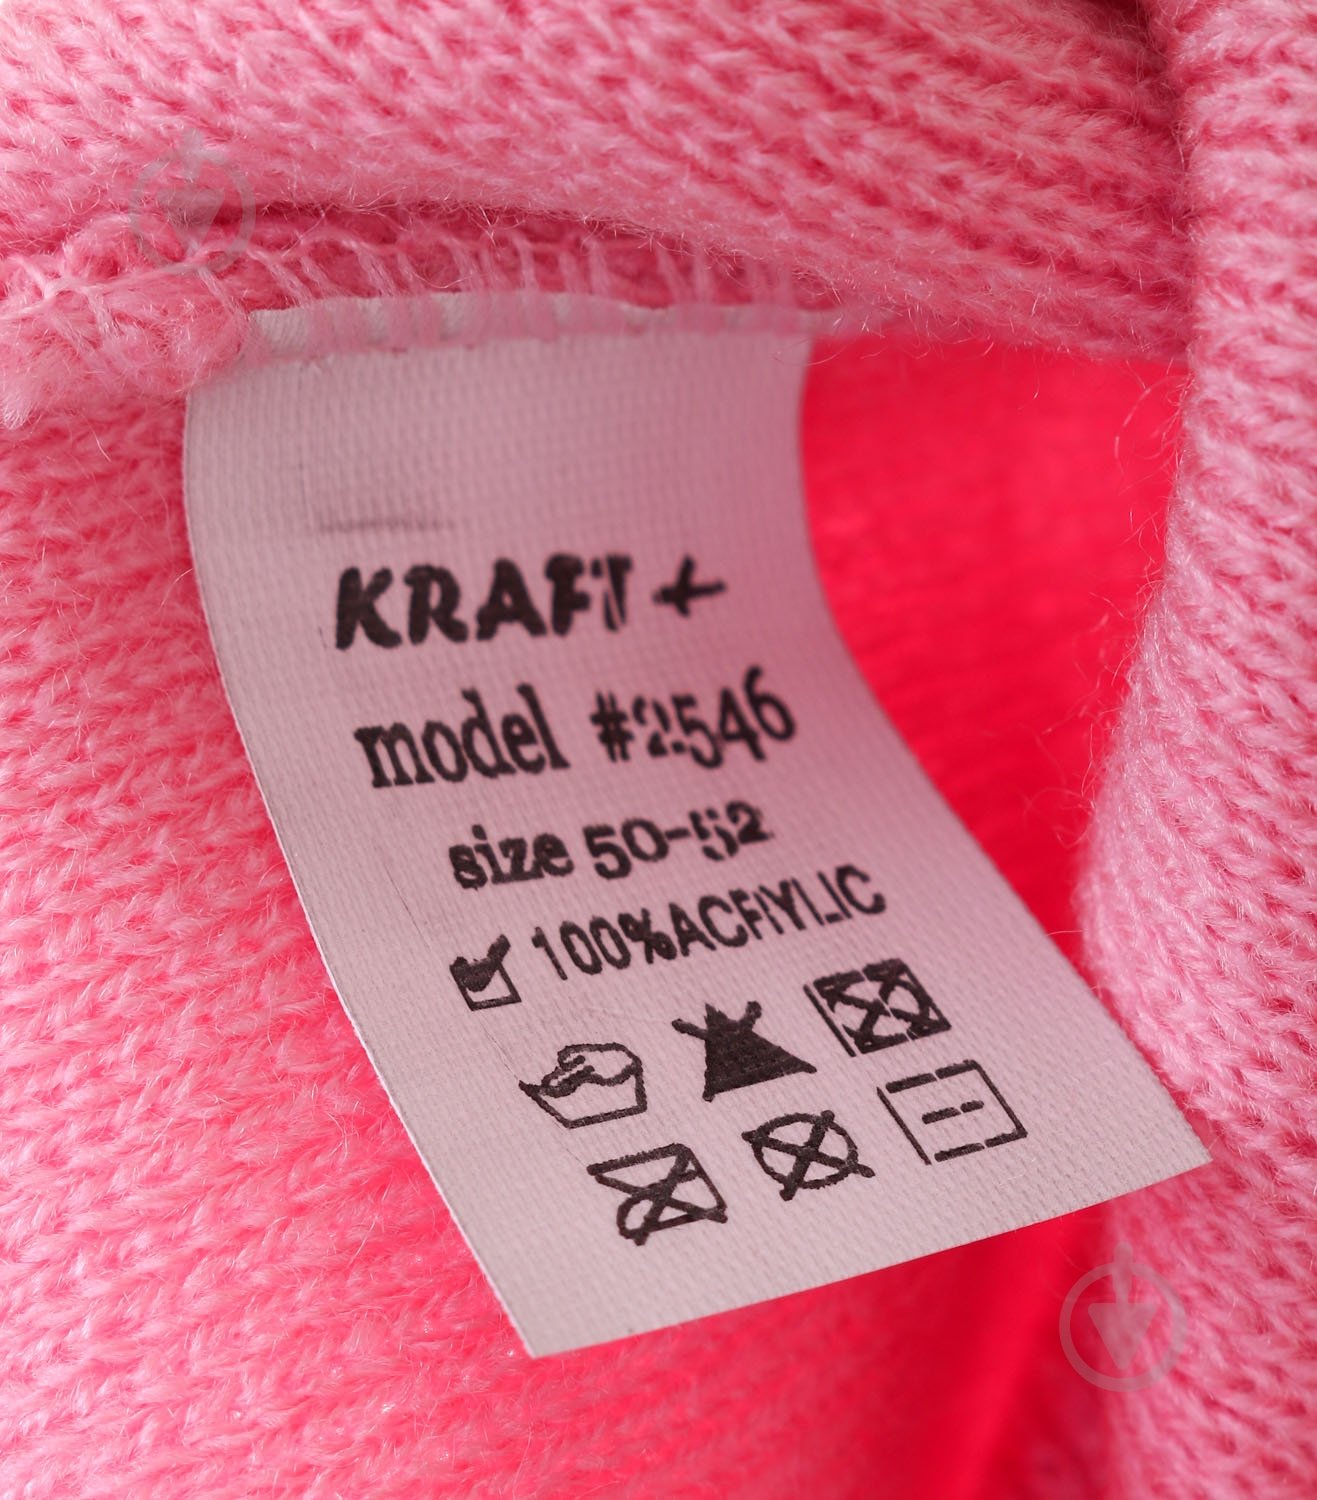 KRAFT +
model #2546
size 50-52
100%ACRYLIC